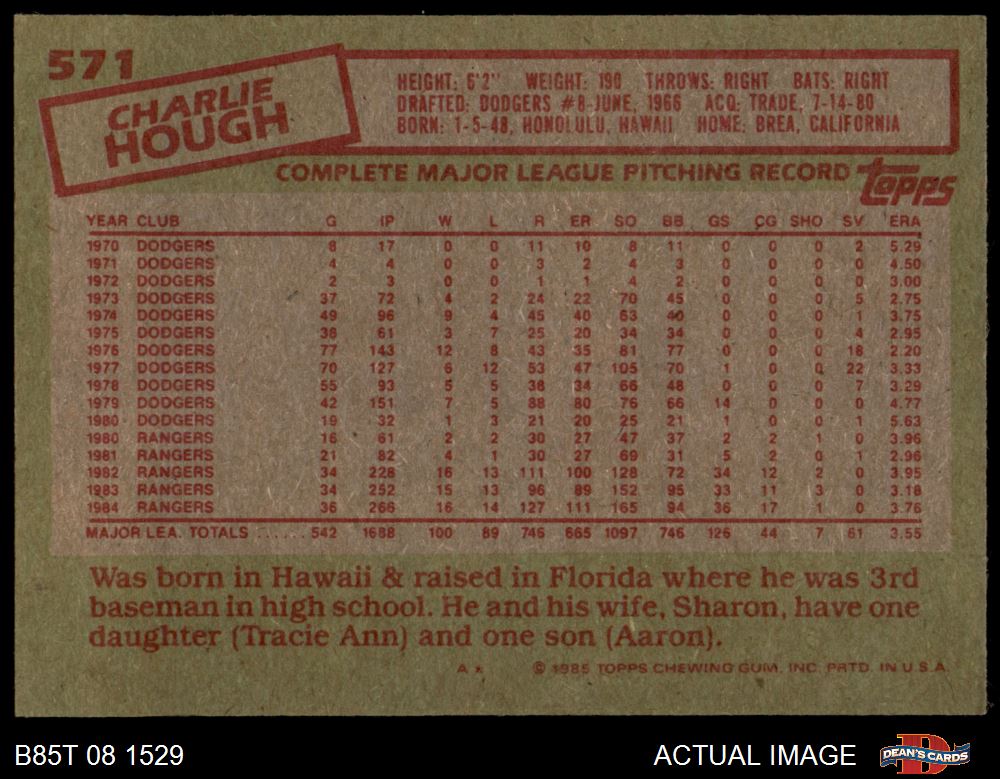 571
CHARLIE
HOUGH
HEIGHT: 6'2" WEIGHT: 190 THROWS: RIGHT BATS: RIGHT
DRAFTED: DODGERS #8-JUNE, 1966 ACQ: TRADE, 7-14-80
BORN: 1-5-48, HONOLULU, HAWAII HOME: BREA, CALIFORNIA
COMPLETE MAJOR LEAGUE PITCHING RECORD topps
YEAR CLUB G IP W L R ER SO BB GS CG SHO SV ERA
1970 DODGERS 8 17 0 0 11 10 8 11 0 0 0 2 5.29
1971 DODGERS 4 4 0 0 3 2 4 3 0 0 0 0 4.50
1972 DODGERS 2 3 0 0 1 1 4 2 0 0 0 0 3.00
1973 DODGERS 37 72 4 2 24 22 70 45 0 0 0 5 2.75
1974 DODGERS 49 96 9 4 45 40 63 40 0 0 0 1 3.75
1975 DODGERS 38 61 3 7 25 20 34 34 0 0 0 4 2.95
1976 DODGERS 77 143 12 8 43 35 81 77 0 0 0 18 2.20
1977 DODGERS 70 127 6 12 53 47 105 70 1 0 0 22 3.33
1978 DODGERS 55 93 5 5 38 34 66 48 0 0 0 7 3.29
1979 DODGERS 42 151 7 5 88 80 76 66 14 0 0 0 4.77
1980 DODGERS 19 32 1 3 21 20 25 21 1 0 0 1 5.63
1980 RANGERS 16 61 2 2 30 27 47 37 2 2 1 0 3.96
1981 RANGERS 21 82 4 1 30 27 69 31 5 2 0 1 2.96
1982 RANGERS 34 228 16 13 111 100 128 72 34 12 2 0 3.95
1983 RANGERS 34 252 15 13 96 89 152 95 33 11 3 0 3.18
1984 RANGERS 36 266 16 14 127 111 165 94 36 17 1 0 3.76
MAJOR LEA. TOTALS ...... 542 1688 100 89 746 665 1097 746 126 44 7 61 3.55
Was born in Hawaii & raised in Florida where he was 3rd
baseman in high school. He and his wife, Sharon, have one
daughter (Tracie Ann) and one son (Aaron).
A * © 1985 TOPPS CHEWING GUM, INC. PRTD. IN U.S.A.
B85T 08 1529 ACTUAL IMAGE DEAN'S CARDS